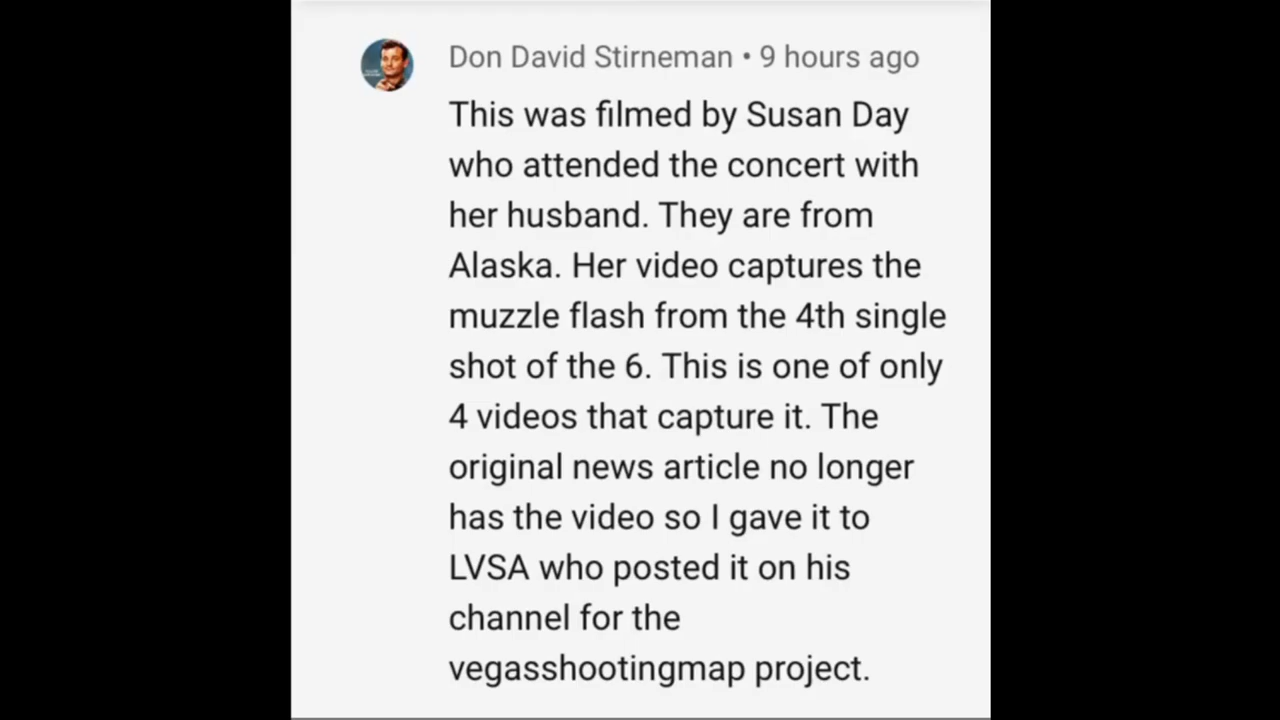 Don David Stirneman • 9 hours ago
This was filmed by Susan Day
who attended the concert with
her husband. They are from
Alaska. Her video captures the
muzzle flash from the 4th single
shot of the 6. This is one of only
4 videos that capture it. The
original news article no longer
has the video so I gave it to
LVSA who posted it on his
channel for the
vegasshootingmap project.